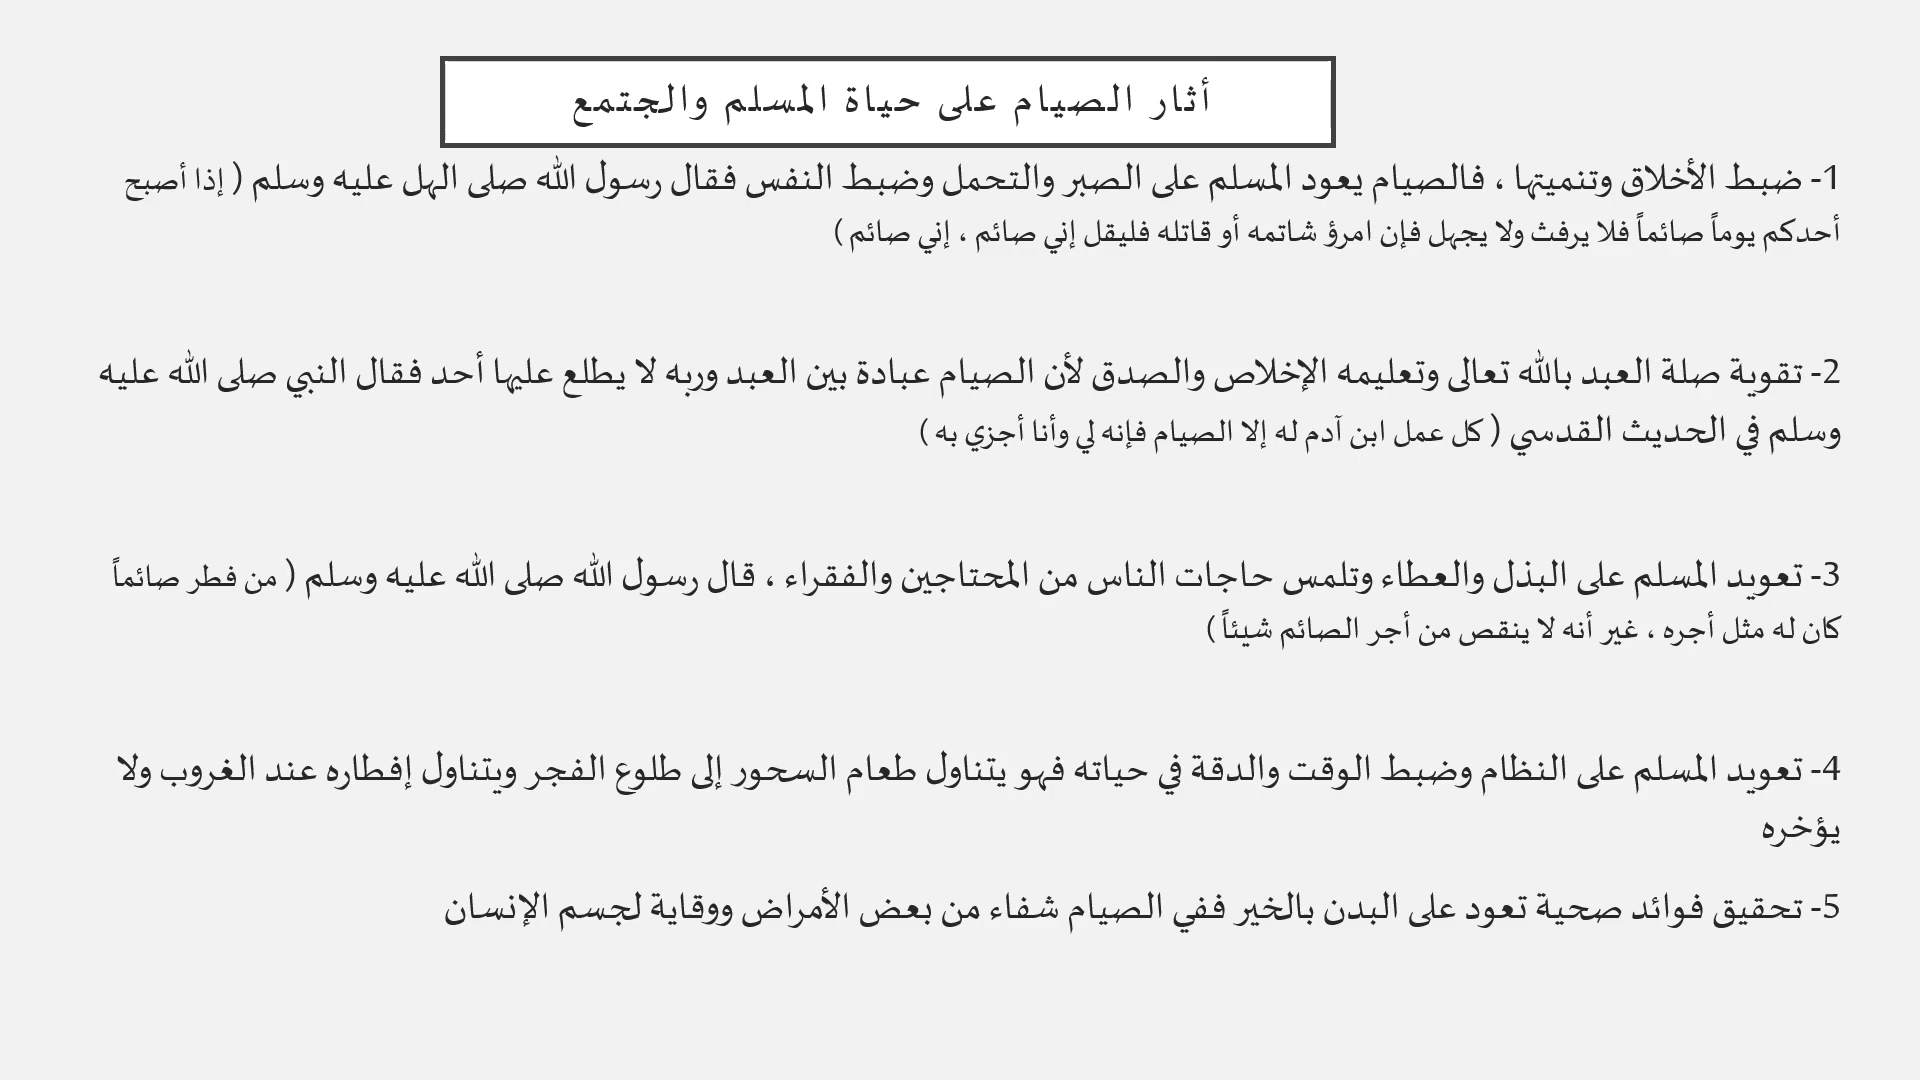 أثار الصيام على حياة المسلم والجتمع
1- ضبط الأخلاق وتنميتها ، فالصيام يعود المسلم على الصبر والتحمل وضبط النفس فقال رسول الله صلى الهل عليه وسلم ( إذا أصبح
أحدكم يوماً صائماً فلا يرفث ولا يجهل فإن امرؤ شاتمه أو قاتله فليقل إني صائم ، إني صائم )
2- تقوية صلة العبد بالله تعالى وتعليمه الإخلاص والصدق لأن الصيام عبادة بين العبد وربه لا يطلع عليها أحد فقال النبي صلى الله عليه
وسلم في الحديث القدسي ( كل عمل ابن آدم له إلا الصيام فإنه لي وأنا أجزي به )
3- تعويد المسلم على البذل والعطاء وتلمس حاجات الناس من المحتاجين والفقراء ، قال رسول الله صلى الله عليه وسلم ( من فطر صائماً
كان له مثل أجره ، غير أنه لا ينقص من أجر الصائم شيئاً )
4- تعويد المسلم على النظام وضبط الوقت والدقة في حياته فهو يتناول طعام السحور إلى طلوع الفجر ويتناول إفطاره عند الغروب ولا
يؤخره
5- تحقيق فوائد صحية تعود على البدن بالخير ففي الصيام شفاء من بعض الأمراض ووقاية لجسم الإنسان